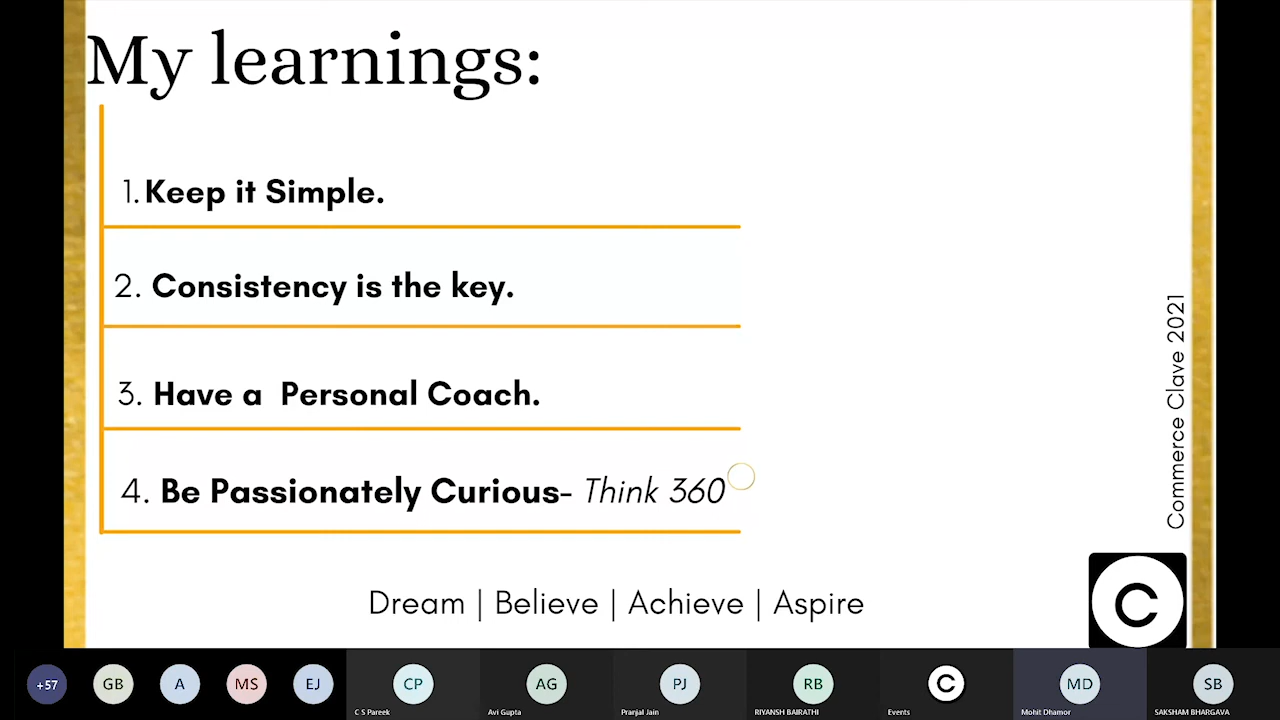 My learnings:
1. Keep it Simple.
2. Consistency is the key.
3. Have a Personal Coach.
4. Be Passionately Curious- Think 360
Dream | Believe | Achieve | Aspire
Commerce Clave 2021
C
+57
GB
A
MS
EJ
CP
C S Pareek
AG
Avi Gupta
PJ
Pranjal Jain
RB
RIYANSH BAIRATHI
C
Events
MD
Mohit Dhamor
SB
SAKSHAM BHARGAVA